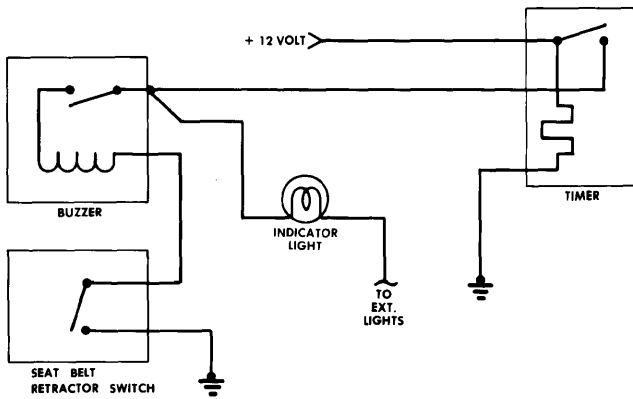 + 12 VOLT
BUZZER
TIMER
INDICATOR
LIGHT
TO
EXT.
LIGHTS
SEAT BELT
RETRACTOR SWITCH